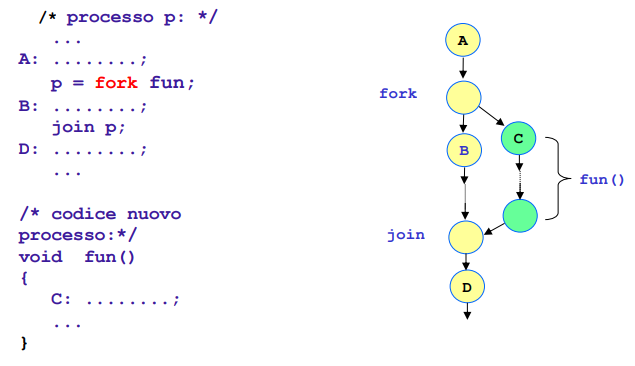 /* processo p: */
...
A: ........;
p = fork fun;
B: ........;
join p;
D: ........;
...
/* codice nuovo
processo:*/
void fun()
{
C: ........;
...
}
A
fork
B
C
fun()
join
D